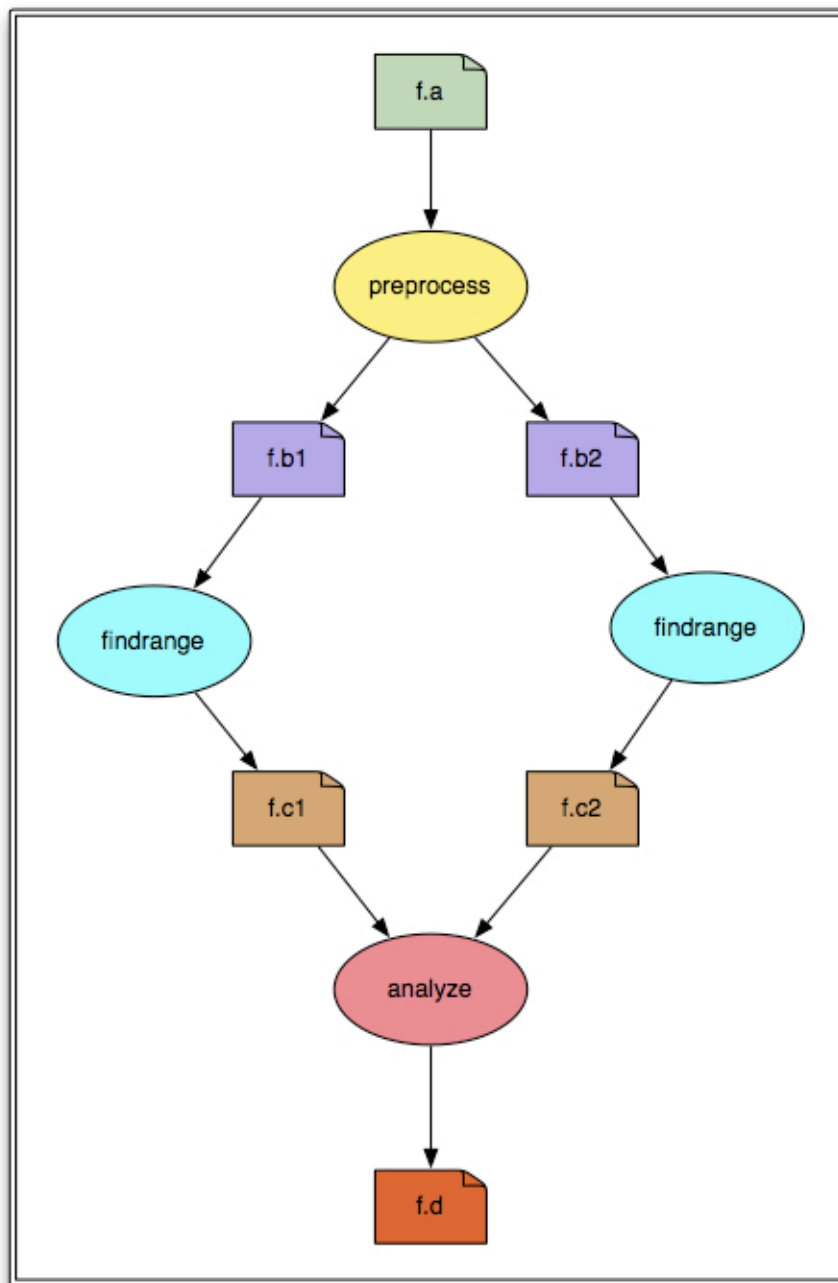 f.a
preprocess
f.b1
f.b2
findrange
findrange
f.c1
f.c2
analyze
f.d